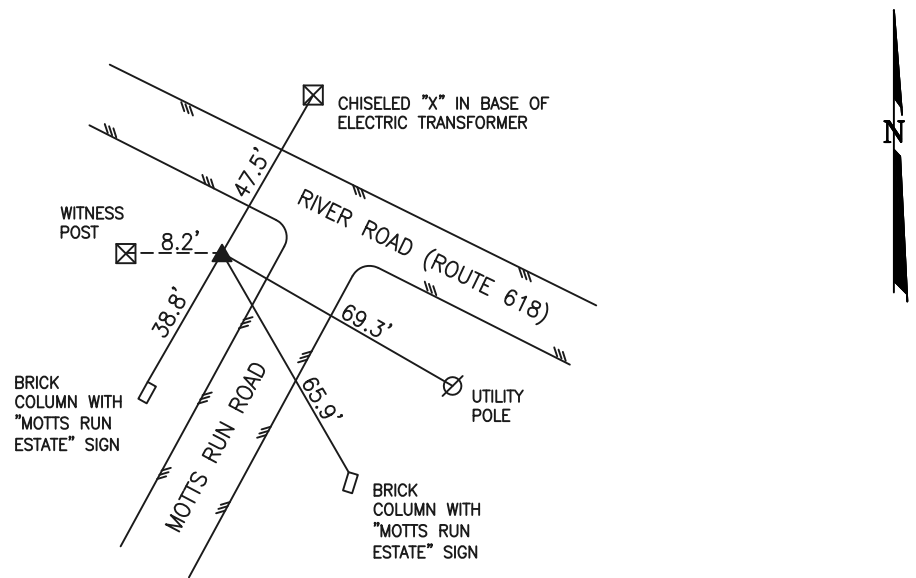 CHISELED "X" IN BASE OF
ELECTRIC TRANSFORMER
N
47.5'
RIVER ROAD (ROUTE 618)
WITNESS
POST
8.2'
38.8'
69.3'
65.9'
BRICK
COLUMN WITH
"MOTTS RUN
ESTATE" SIGN
UTILITY
POLE
MOTTS RUN ROAD
BRICK
COLUMN WITH
"MOTTS RUN
ESTATE" SIGN